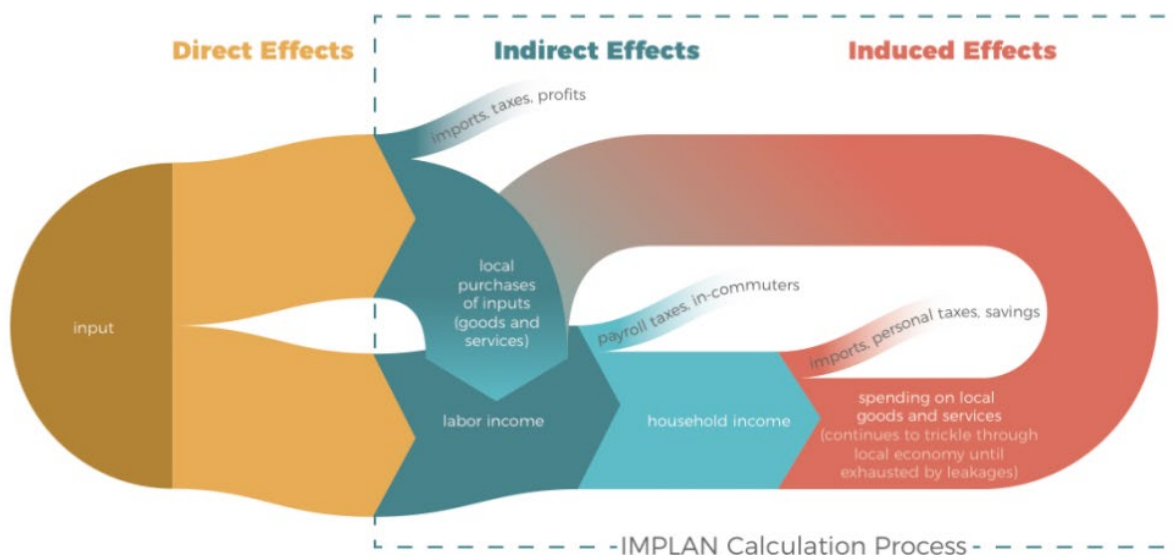 Direct Effects
Indirect Effects
Induced Effects
imports, taxes, profits
input
local
purchases
of inputs
(goods and
services)
payroll taxes, in-commuters
imports, personal taxes, savings
labor income
household income
spending on local
goods and services
(continues to trickle through
local economy until
exhausted by leakages)
IMPLAN Calculation Process